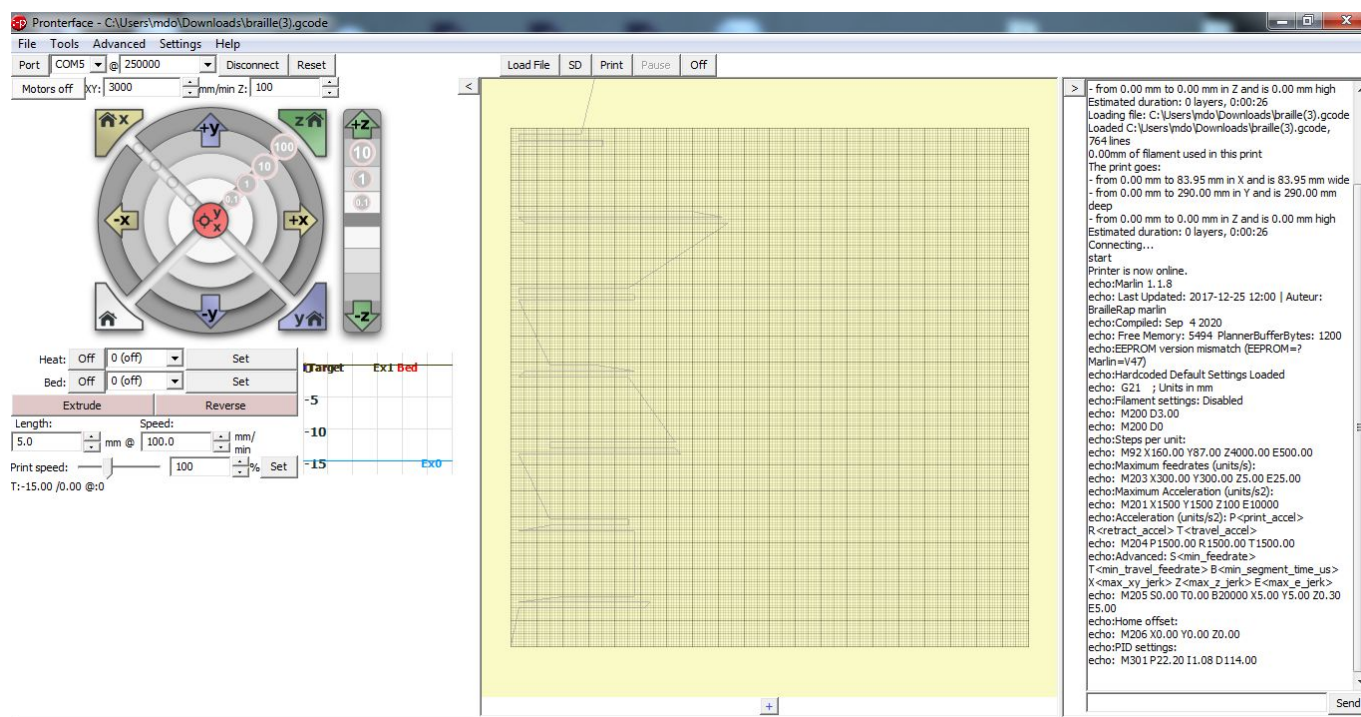 Pronterface - C:\Users\mdo\Downloads\braille(3).gcode
File Tools Advanced Settings Help
Port COM5 @ 250000 Disconnect Reset
Motors off XY: 3000 mm/min Z: 100
x +y z
100
10
1
0.1
-x y x +x
-y y
+z
10
1
0.1
-z
Heat: Off 0 (off) Set
Bed: Off 0 (off) Set
Extrude Reverse
Length: Speed:
5.0 mm @ 100.0 mm/
min
Print speed: 100 % Set
T:-15.00 /0.00 @:0
Target Ex1 Bed
-5
-10
-15 Ex0
Load File SD Print Pause Off
<
+
>
- from 0.00 mm to 0.00 mm in Z and is 0.00 mm high
Estimated duration: 0 layers, 0:00:26
Loading file: C:\Users\mdo\Downloads\braille(3).gcode
Loaded C:\Users\mdo\Downloads\braille(3).gcode,
764 lines
0.00mm of filament used in this print
The print goes:
- from 0.00 mm to 83.95 mm in X and is 83.95 mm wide
- from 0.00 mm to 290.00 mm in Y and is 290.00 mm
deep
- from 0.00 mm to 0.00 mm in Z and is 0.00 mm high
Estimated duration: 0 layers, 0:00:26
Connecting...
start
Printer is now online.
echo:Marlin 1.1.8
echo: Last Updated: 2017-12-25 12:00 | Auteur:
BrailleRap marlin
echo:Compiled: Sep 4 2020
echo: Free Memory: 5494 PlannerBufferBytes: 1200
echo:EEPROM version mismatch (EEPROM=?
Marlin=V47)
echo:Hardcoded Default Settings Loaded
echo: G21 ; Units in mm
echo:Filament settings: Disabled
echo: M200 D3.00
echo: M200 D0
echo:Steps per unit:
echo: M92 X160.00 Y87.00 Z4000.00 E500.00
echo:Maximum feedrates (units/s):
echo: M203 X300.00 Y300.00 Z5.00 E25.00
echo:Maximum Acceleration (units/s2):
echo: M201 X1500 Y1500 Z100 E10000
echo:Acceleration (units/s2): P<print_accel>
R<retract_accel> T<travel_accel>
echo: M204 P1500.00 R1500.00 T1500.00
echo:Advanced: S<min_feedrate>
T<min_travel_feedrate> B<min_segment_time_us>
X<max_xy_jerk> Z<max_z_jerk> E<max_e_jerk>
echo: M205 S0.00 T0.00 B20000 X5.00 Y5.00 Z0.30
E5.00
echo:Home offset:
echo: M206 X0.00 Y0.00 Z0.00
echo:PID settings:
echo: M301 P22.20 I1.08 D114.00
Send